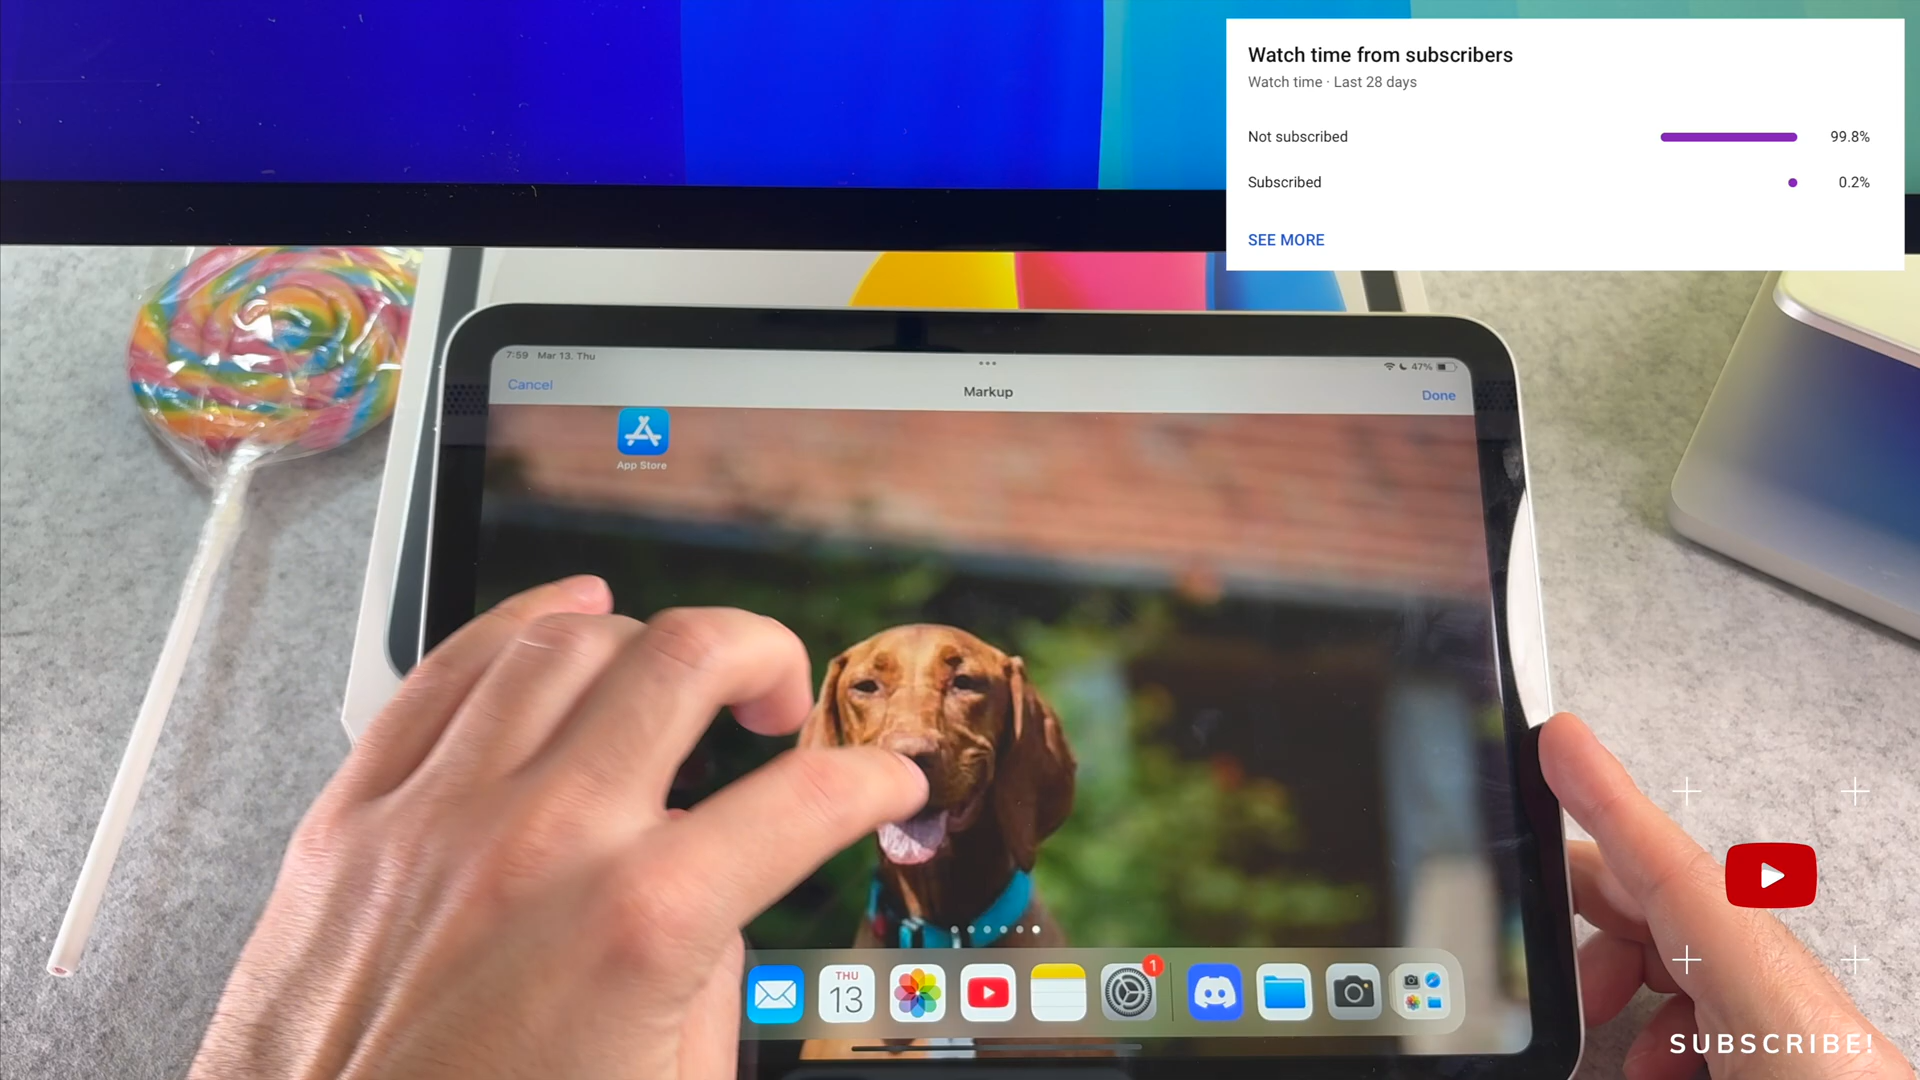 Watch time from subscribers
Watch time · Last 28 days
Not subscribed 99.8%
Subscribed 0.2%
SEE MORE
7:59 Mar 13. Thu
47%
Cancel
Markup
Done
App Store
1
THU
13
SUBSCRIBE!